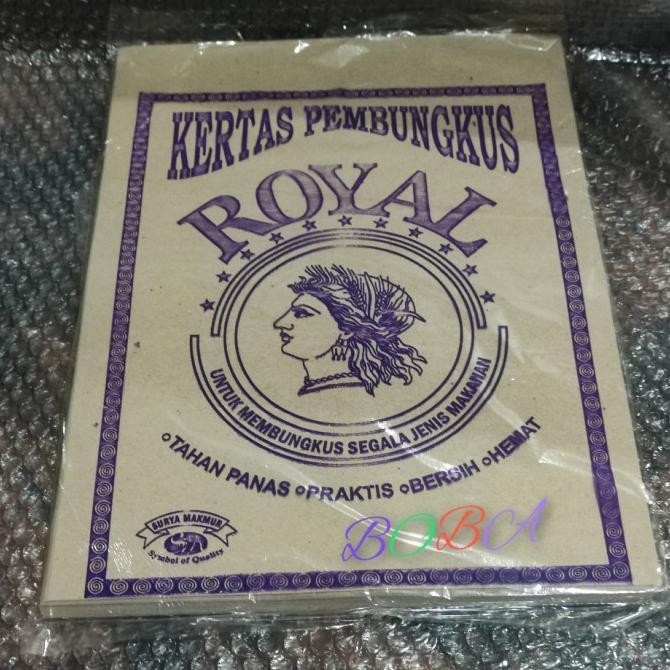 KERTAS PEMBUNGKUS
ROYAL
UNTUK MEMBUNGKUS SEGALA JENIS MAKANAN
TAHAN PANAS PRAKTIS BERSIH HEMAT
SURYA MAKMUR
SM
Symbol of Quality
BOBCA